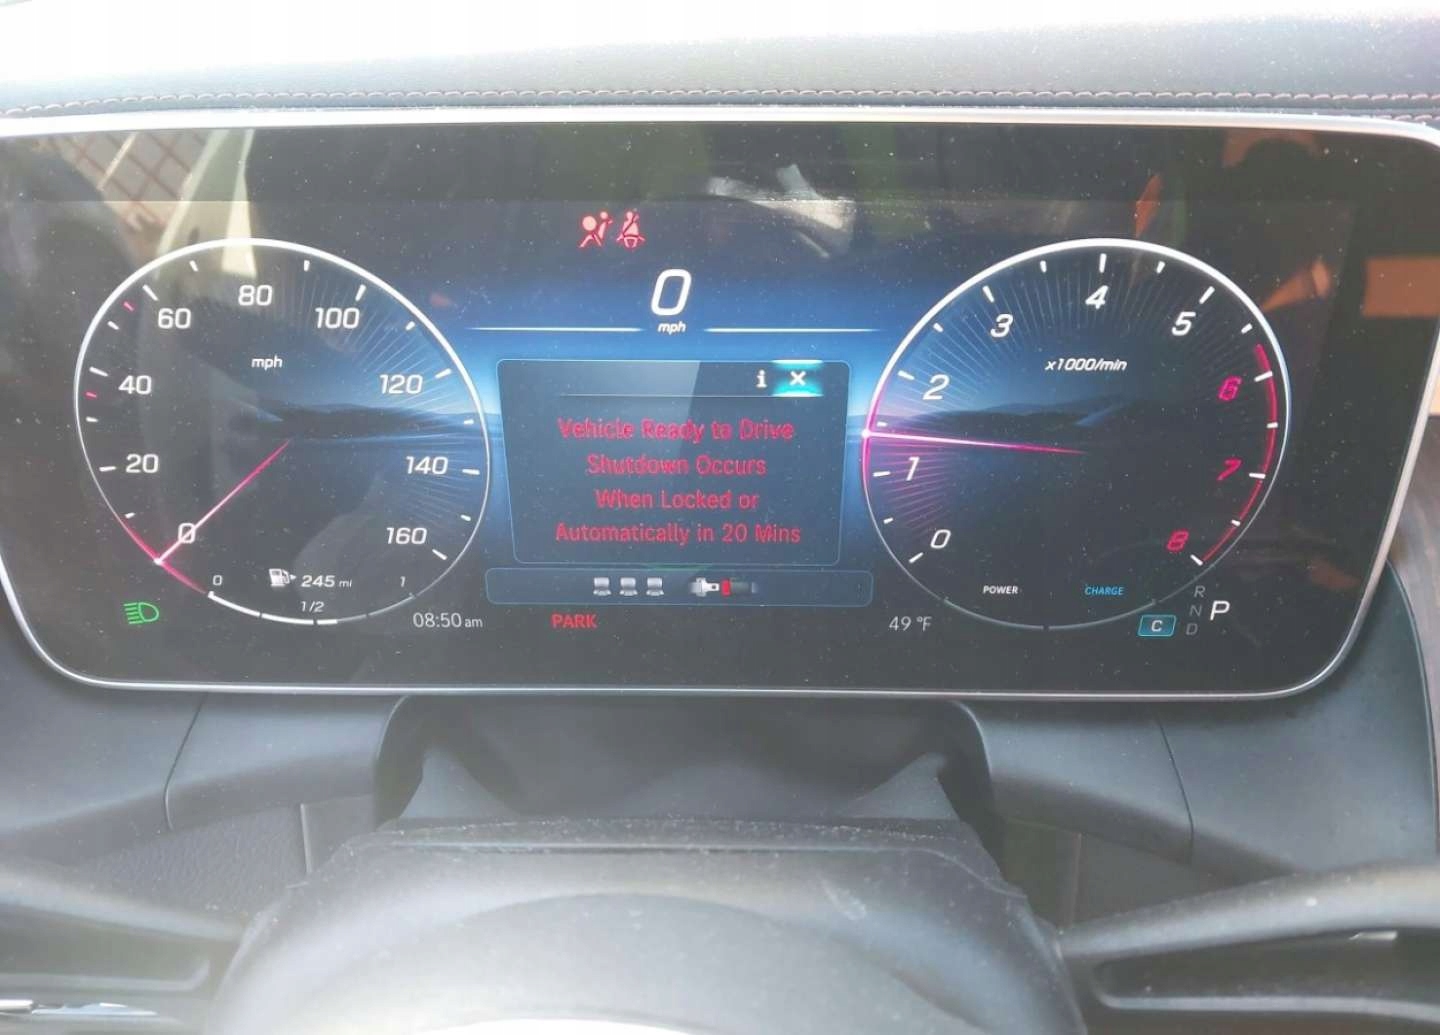 0
mph
0
20
40
60
80
100
120
140
160
mph
0
1/2
1
245 mi
i ×
Vehicle Ready to Drive
Shutdown Occurs
When Locked or
Automatically in 20 Mins
0
1
2
3
4
5
6
7
8
x1000/min
POWER
CHARGE
08:50 am
PARK
49 °F
C
R
N
D
P